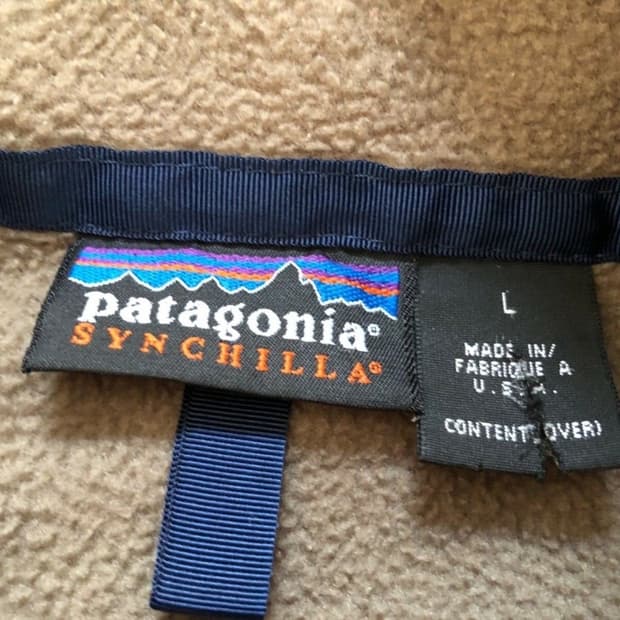 patagonia®
SYNCHILLA®
L
MADE IN/
FABRIQUE A
U.S.A.
CONTENT(OVER)